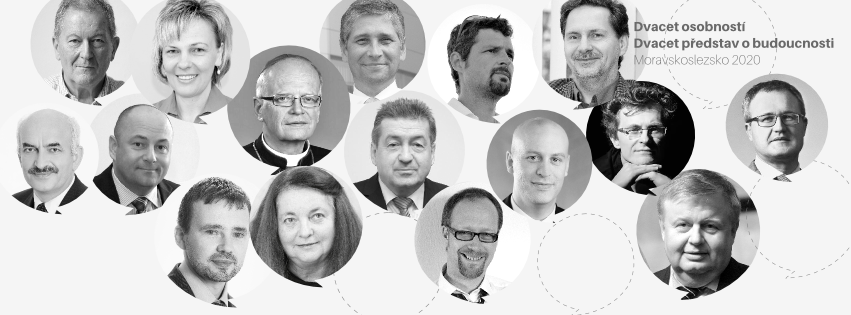 Dvacet osobností
Dvacet představ o budoucnosti
Moravskoslezsko 2020